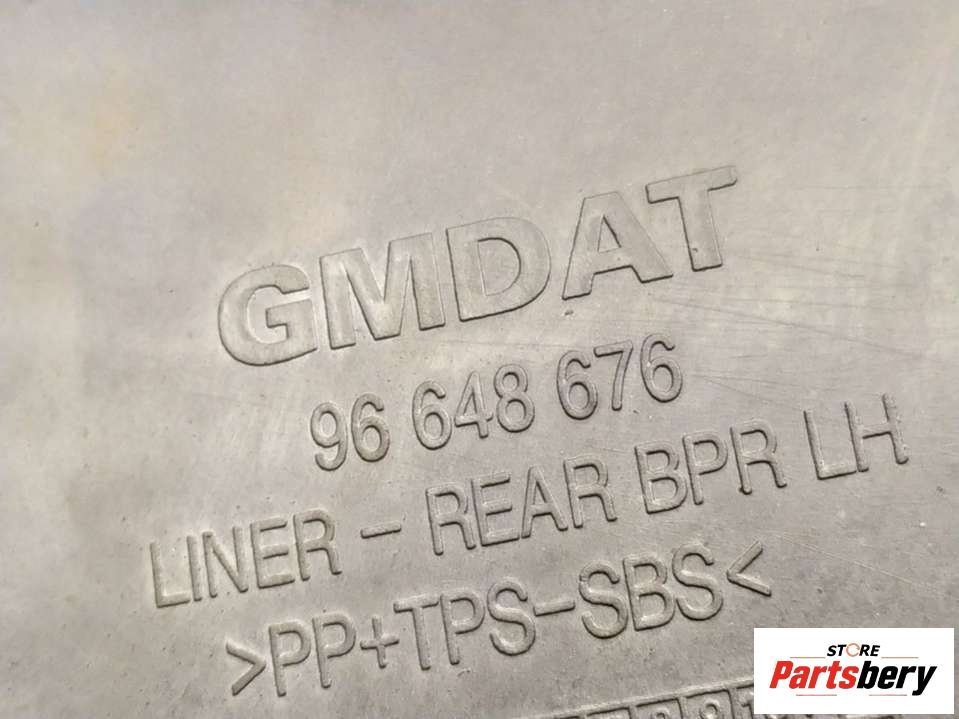 GMDAT
96 648 676
LINER - REAR BPR LH
>PP+TPS-SBS<
STORE
Partsbery